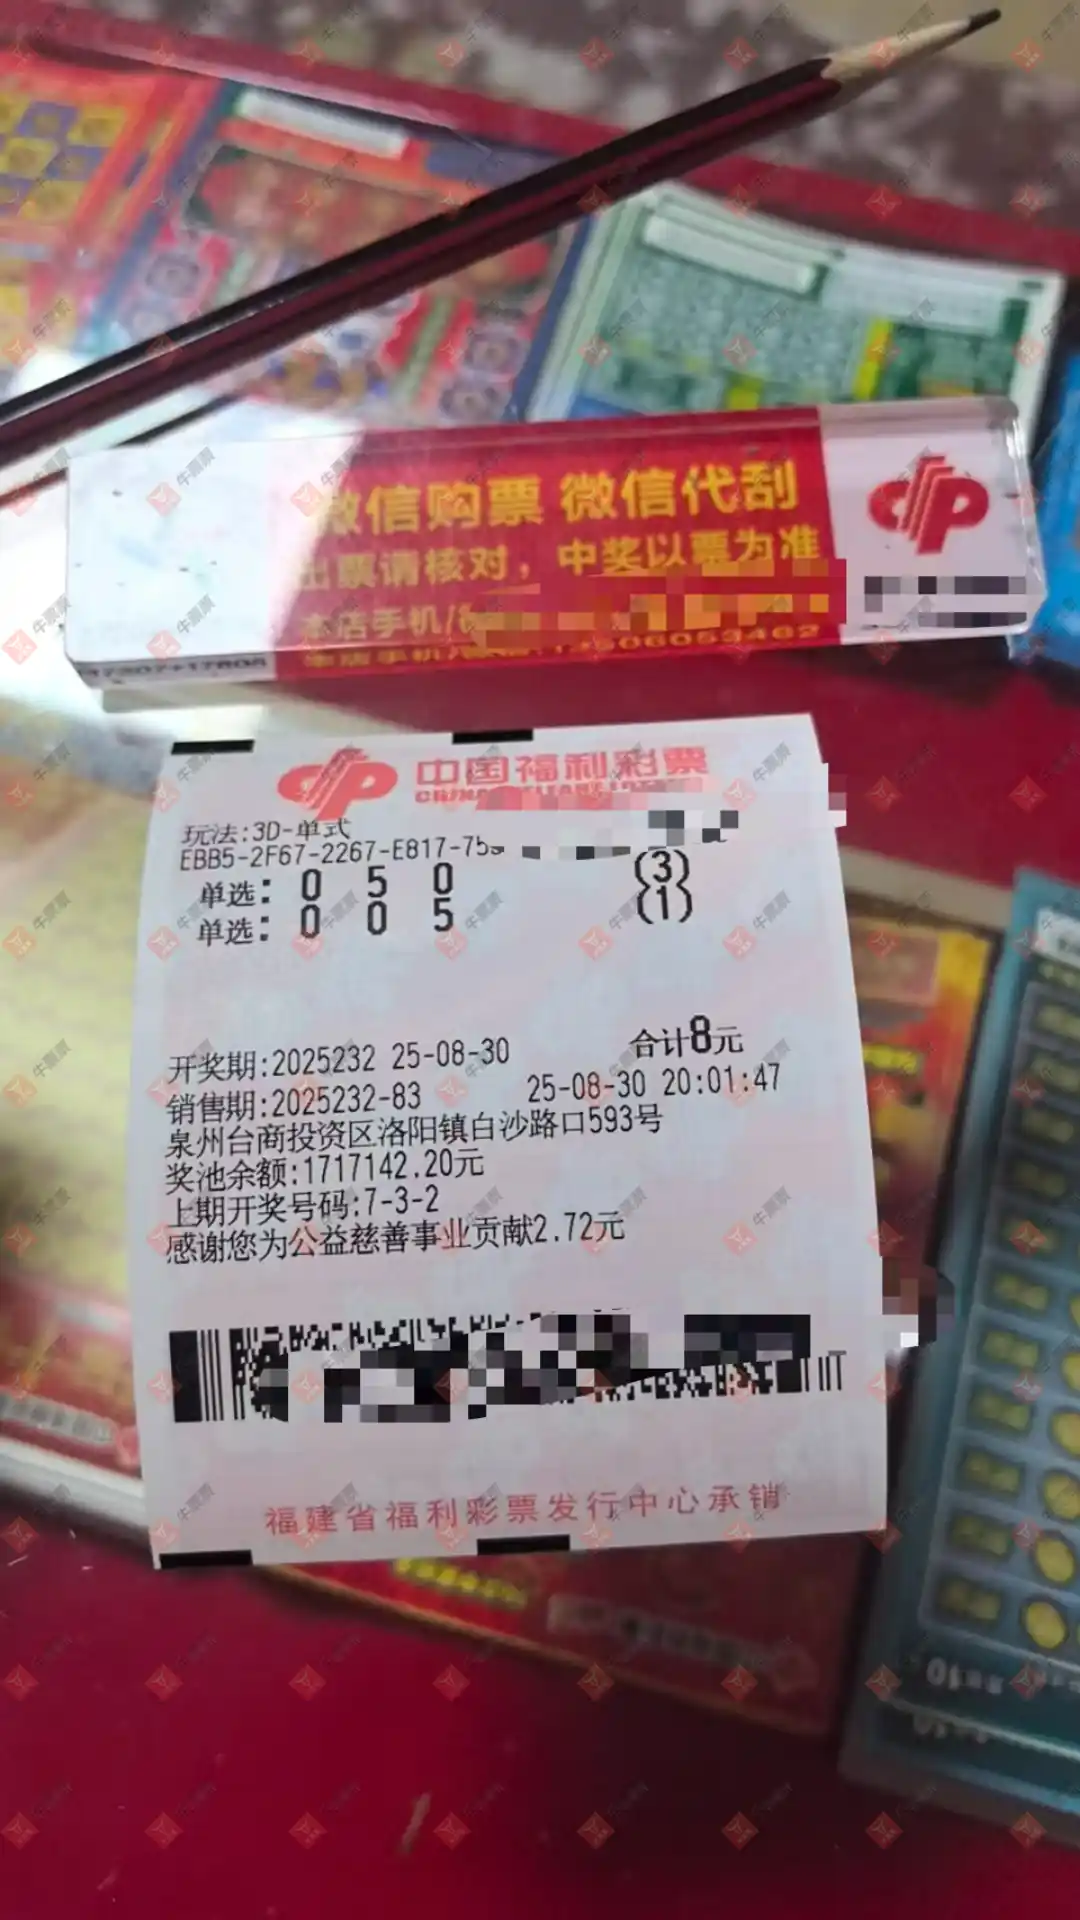 微信购票 微信代刮
出票请核对，中奖以票为准
本店手机/
中国福利彩票
玩法:3D-单式
EBB5-2F67-2267-E817-75
单选: 0 5 0 (3)
单选: 0 0 5 (1)
合计8元
开奖期:2025232 25-08-30
销售期:2025232-83 25-08-30 20:01:47
泉州台商投资区洛阳镇白沙路口593号
奖池余额:1717142.20元
上期开奖号码:7-3-2
感谢您为公益慈善事业贡献2.72元
福建省福利彩票发行中心承销
牛票票